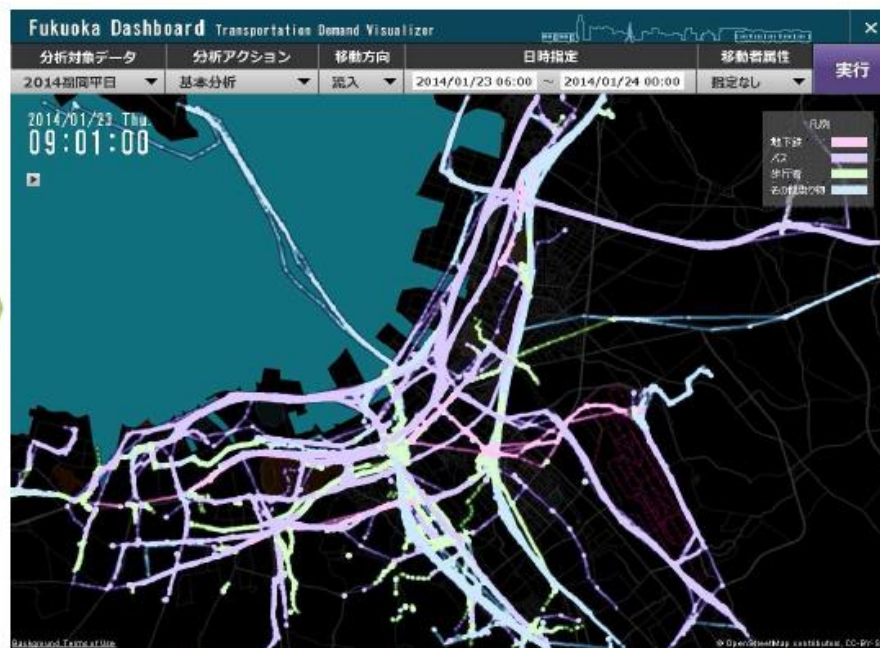 Fukuoka Dashboard Transportation Demand Visualizer
分析対象データ 分析アクション 移動方向 日時指定 移動者属性 実行
2014福岡平日 基本分析 流入 2014/01/23 06:00 ~ 2014/01/24 00:00 指定なし
2014/01/23 Thu.
09:01:00
凡例
地下鉄
バス
歩行者
その他乗り物
Background Terms of Use
© OpenStreetMap contributors, CC-BY-S